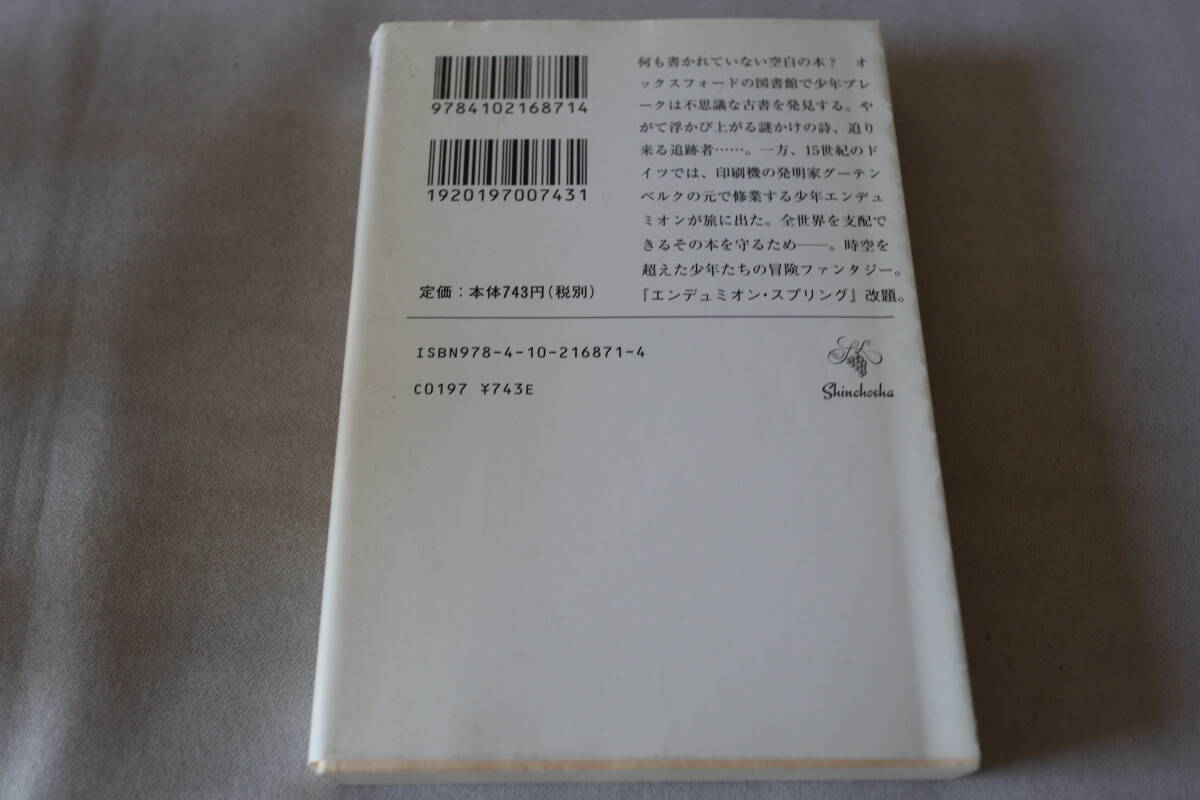 9784102168714
1920197007431
定価：本体743円（税別）
何も書かれていない空白の本？　オ
ックスフォードの図書館で少年ブレ
ークは不思議な古書を発見する。や
がて浮かび上がる謎かけの詩、迫り
来る追跡者……。一方、15世紀のド
イツでは、印刷機の発明家グーテン
ベルクの元で修業する少年エンデュ
ミオンが旅に出た。全世界を支配で
きるその本を守るため――。時空を
超えた少年たちの冒険ファンタジー。
『エンデュミオン・スプリング』改題。
ISBN978-4-10-216871-4
C0197 ¥743E
Shinchosha